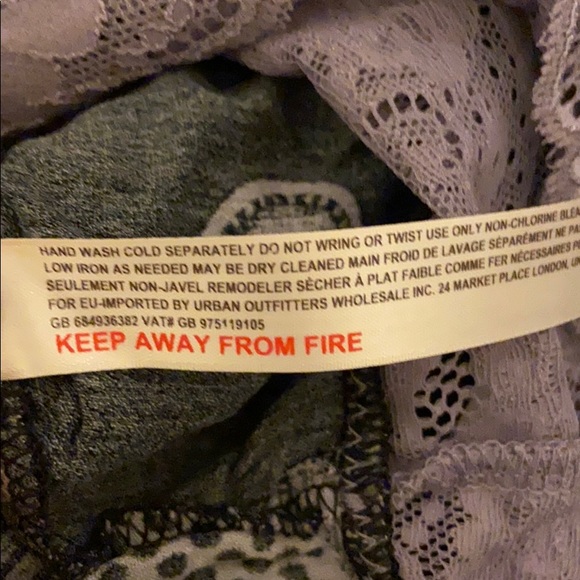 HAND WASH COLD SEPARATELY DO NOT WRING OR TWIST USE ONLY NON-CHLORINE
LOW IRON AS NEEDED MAY BE DRY CLEANED MAIN FROID DE LAVAGE SÉPARÉMENT NE
SEULEMENT NON-JAVEL REMODELER SÈCHER À PLAT FAIBLE COMME FER NÉCESSAIRES
FOR EU-IMPORTED BY URBAN OUTFITTERS WHOLESALE INC. 24 MARKET PLACE LONDON,
GB 684936382 VAT# GB 975119105
KEEP AWAY FROM FIRE